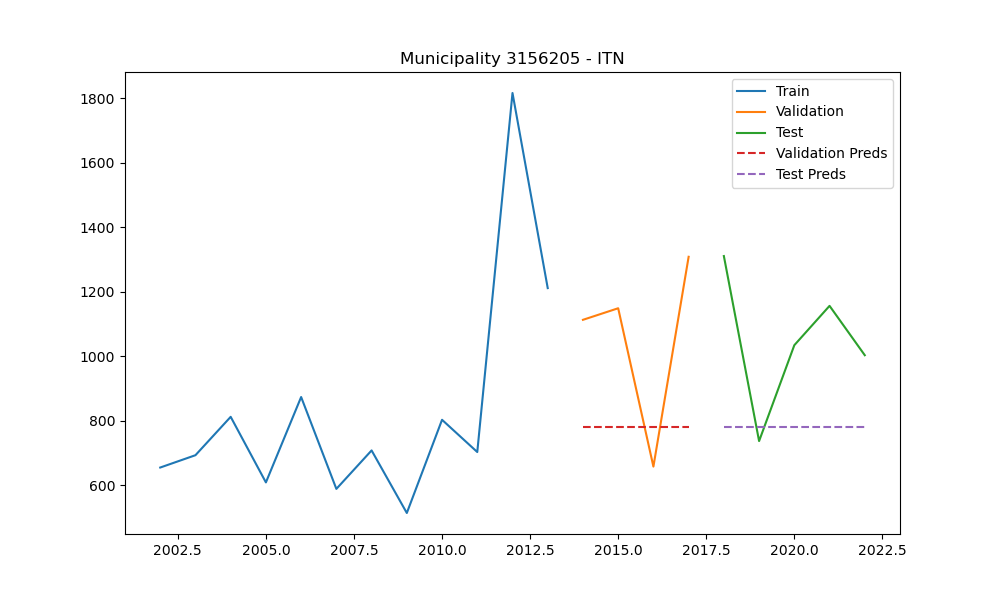 Municipality 3156205 - ITN
Train
Validation
Test
Validation Preds
Test Preds
1800
1600
1400
1200
1000
800
600
2002.5 2005.0 2007.5 2010.0 2012.5 2015.0 2017.5 2020.0 2022.5